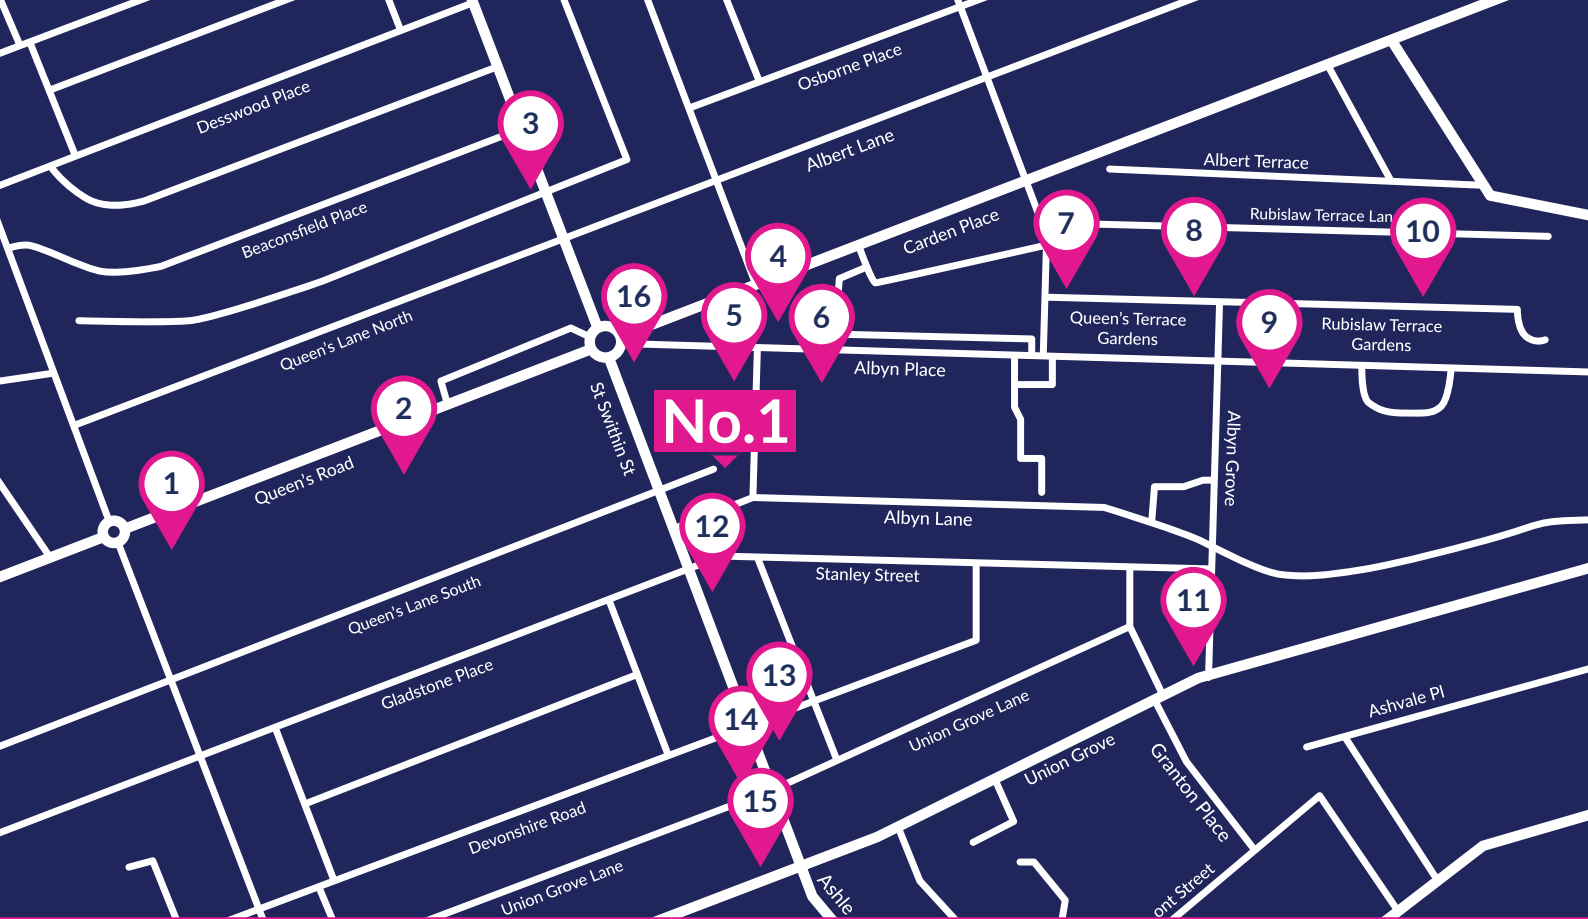 Osborne Place
Desswood Place
3
Albert Lane
Albert Terrace
Beaconsfield Place
Carden Place
7
8
Rubislaw Terrace Lan
10
4
16
5
6
Queen's Lane North
Queen's Terrace
Gardens
9
Rubislaw Terrace
Gardens
Albyn Place
2
St Swithin St
No.1
Albyn Grove
1
Queen's Road
12
Albyn Lane
Stanley Street
Queen's Lane South
11
Gladstone Place
13
14
Union Grove Lane
Ashvale Pl
Union Grove
Granton Place
15
Devonshire Road
Union Grove Lane
Ashle
ont Street